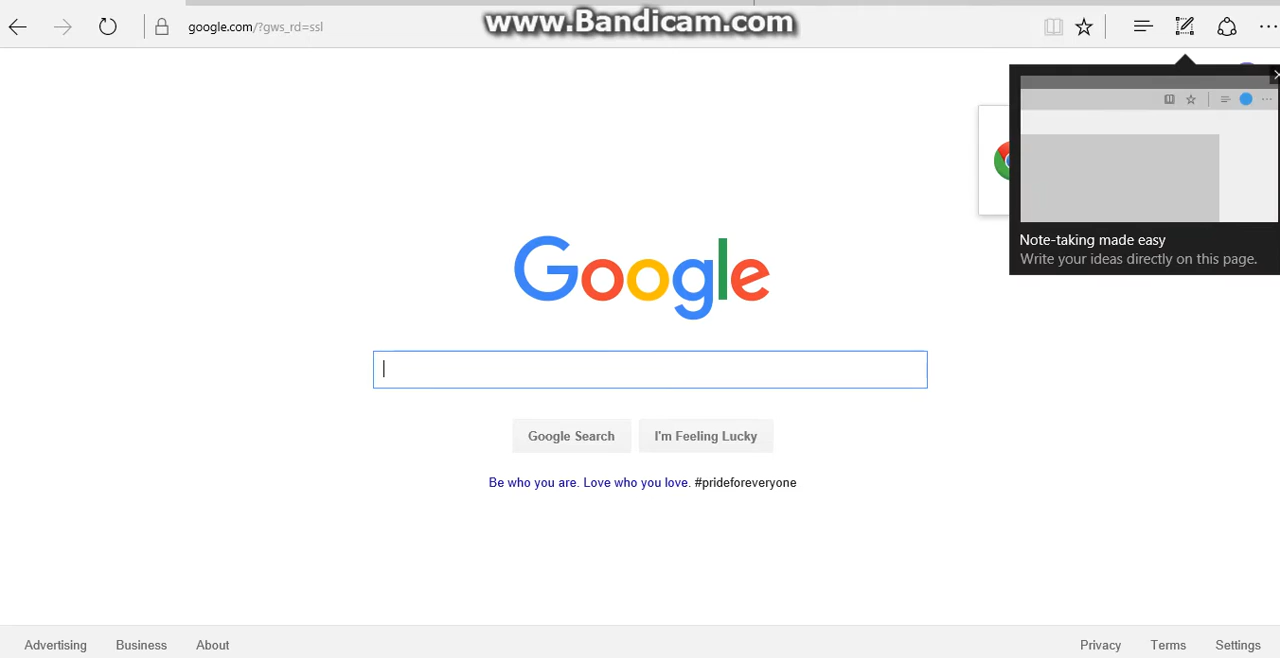 www.Bandicam.com
google.com/?gws_rd=ssl
Note-taking made easy
Write your ideas directly on this page.
Google
Google Search
I'm Feeling Lucky
Be who you are. Love who you love. #prideforeveryone
Advertising
Business
About
Privacy
Terms
Settings